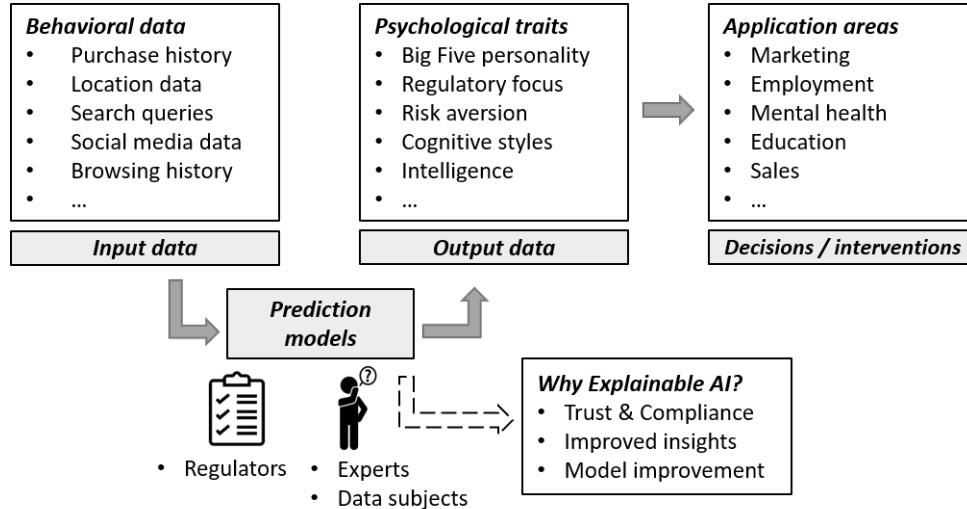 Behavioral data
• Purchase history
• Location data
• Search queries
• Social media data
• Browsing history
• ...
Input data
Psychological traits
• Big Five personality
• Regulatory focus
• Risk aversion
• Cognitive styles
• Intelligence
• ...
Output data
Application areas
• Marketing
• Employment
• Mental health
• Education
• Sales
• ...
Decisions / interventions
Prediction
models
?
• Regulators
• Experts
• Data subjects
Why Explainable AI?
• Trust & Compliance
• Improved insights
• Model improvement